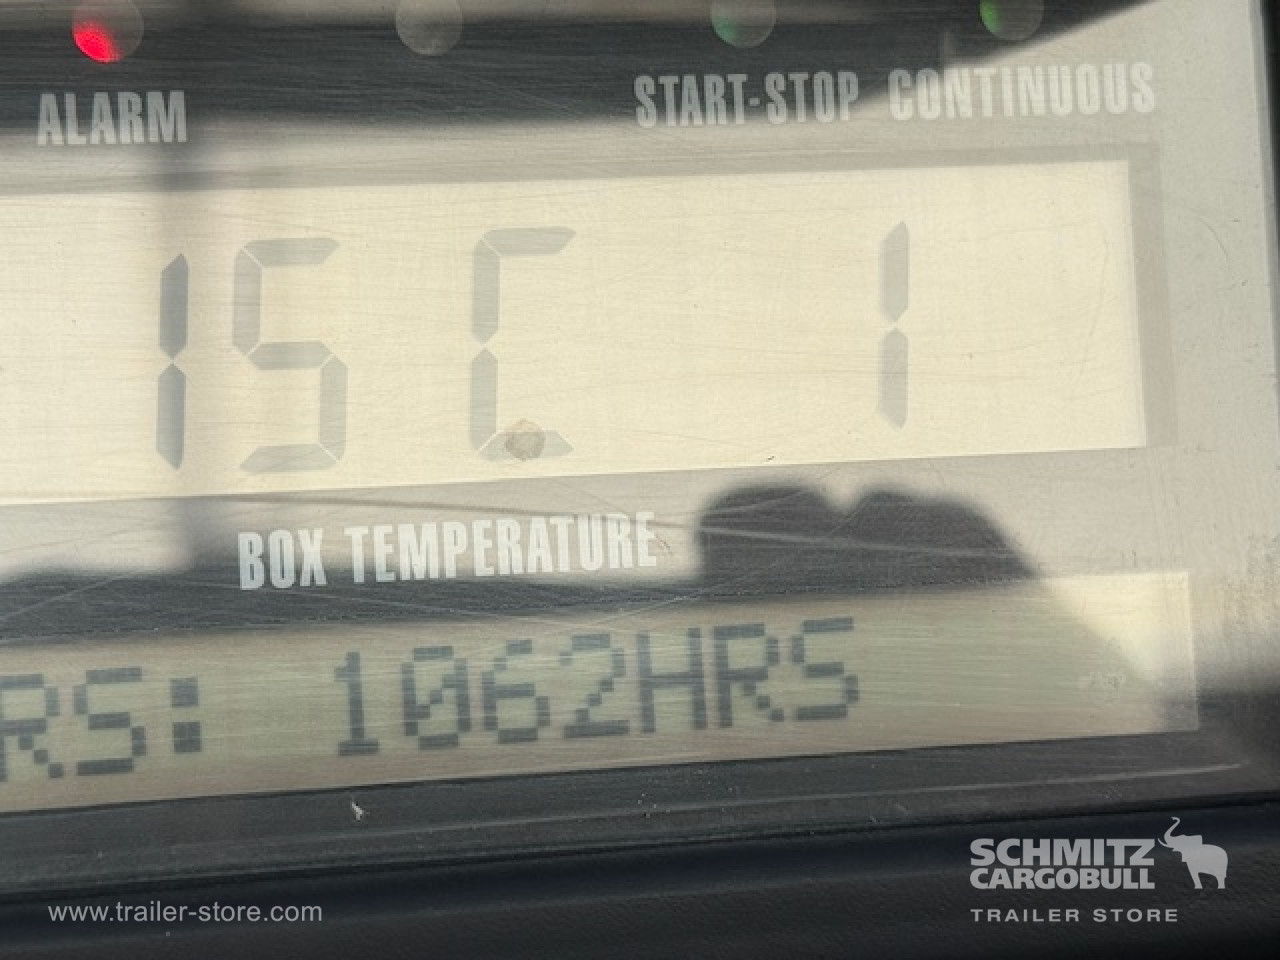 ALARM START-STOP CONTINUOUS
15C 1
BOX TEMPERATURE
RS: 1062HRS
SCHMITZ
CARGOBULL
www.trailer-store.com TRAILER STORE